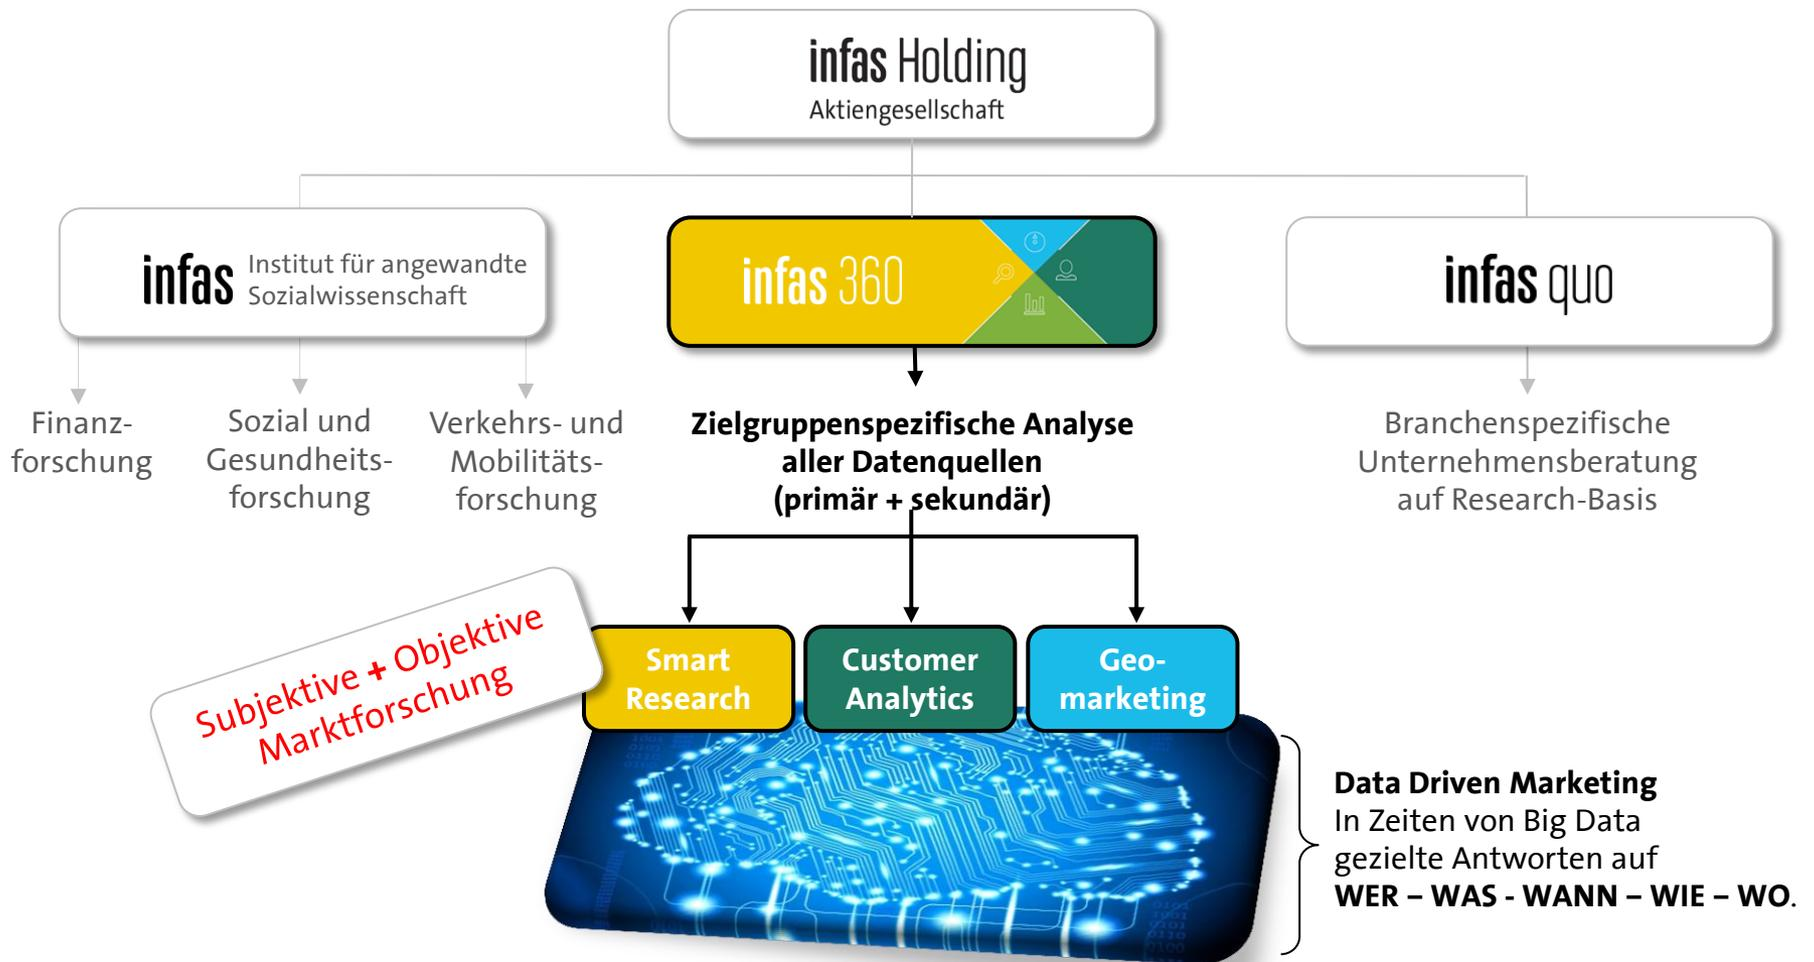 infas Holding
Aktiengesellschaft
infas Institut für angewandte
Sozialwissenschaft
infas 360
infas quo
Finanz-
forschung
Sozial und
Gesundheits-
forschung
Verkehrs- und
Mobilitäts-
forschung
Zielgruppenspezifische Analyse
aller Datenquellen
(primär + sekundär)
Branchenspezifische
Unternehmensberatung
auf Research-Basis
Subjektive + Objektive
Marktforschung
Smart
Research
Customer
Analytics
Geo-
marketing
Data Driven Marketing
In Zeiten von Big Data
gezielte Antworten auf
WER – WAS - WANN – WIE – WO.